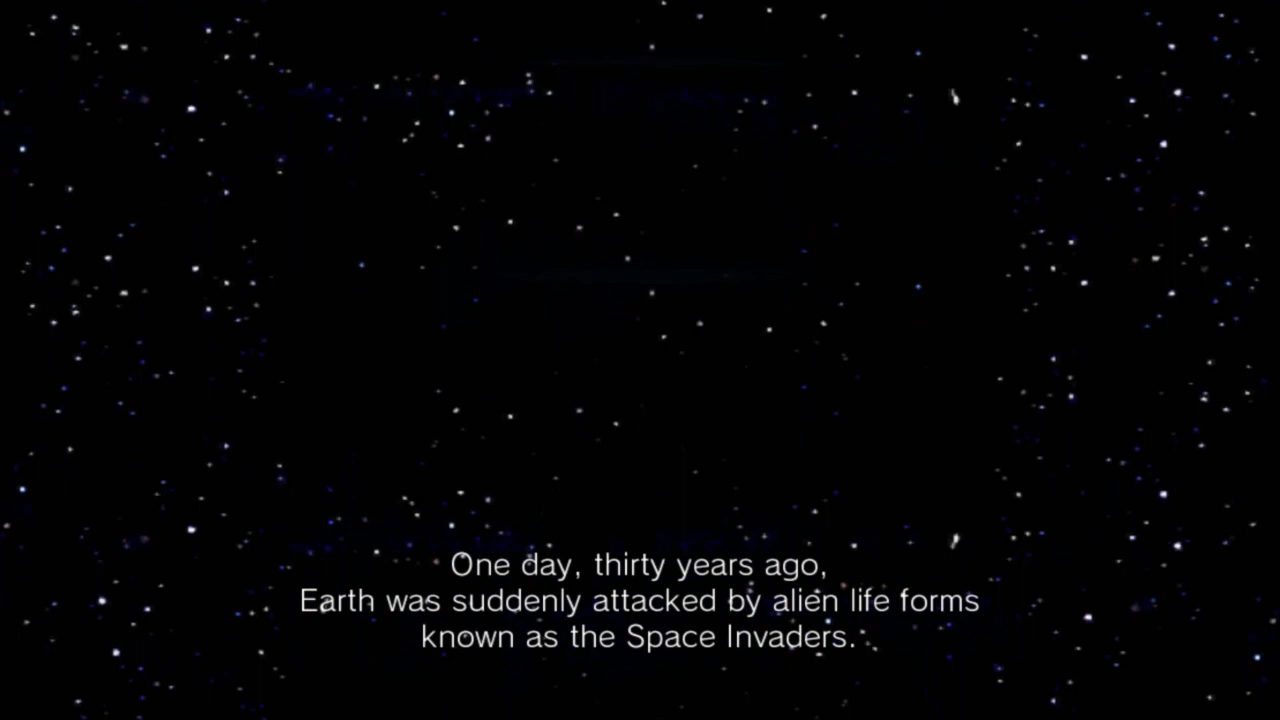 One day, thirty years ago,
Earth was suddenly attacked by alien life forms
known as the Space Invaders.